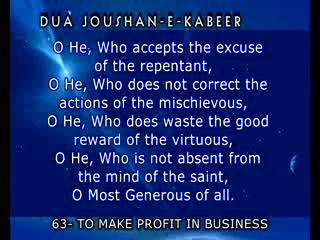 DUA JOUSHAN-E-KABEER
O He, Who accepts the excuse
of the repentant,
O He, Who does not correct the
actions of the mischievous,
O He, Who does waste the good
reward of the virtuous,
O He, Who is not absent from
the mind of the saint,
O Most Generous of all.
63- TO MAKE PROFIT IN BUSINESS